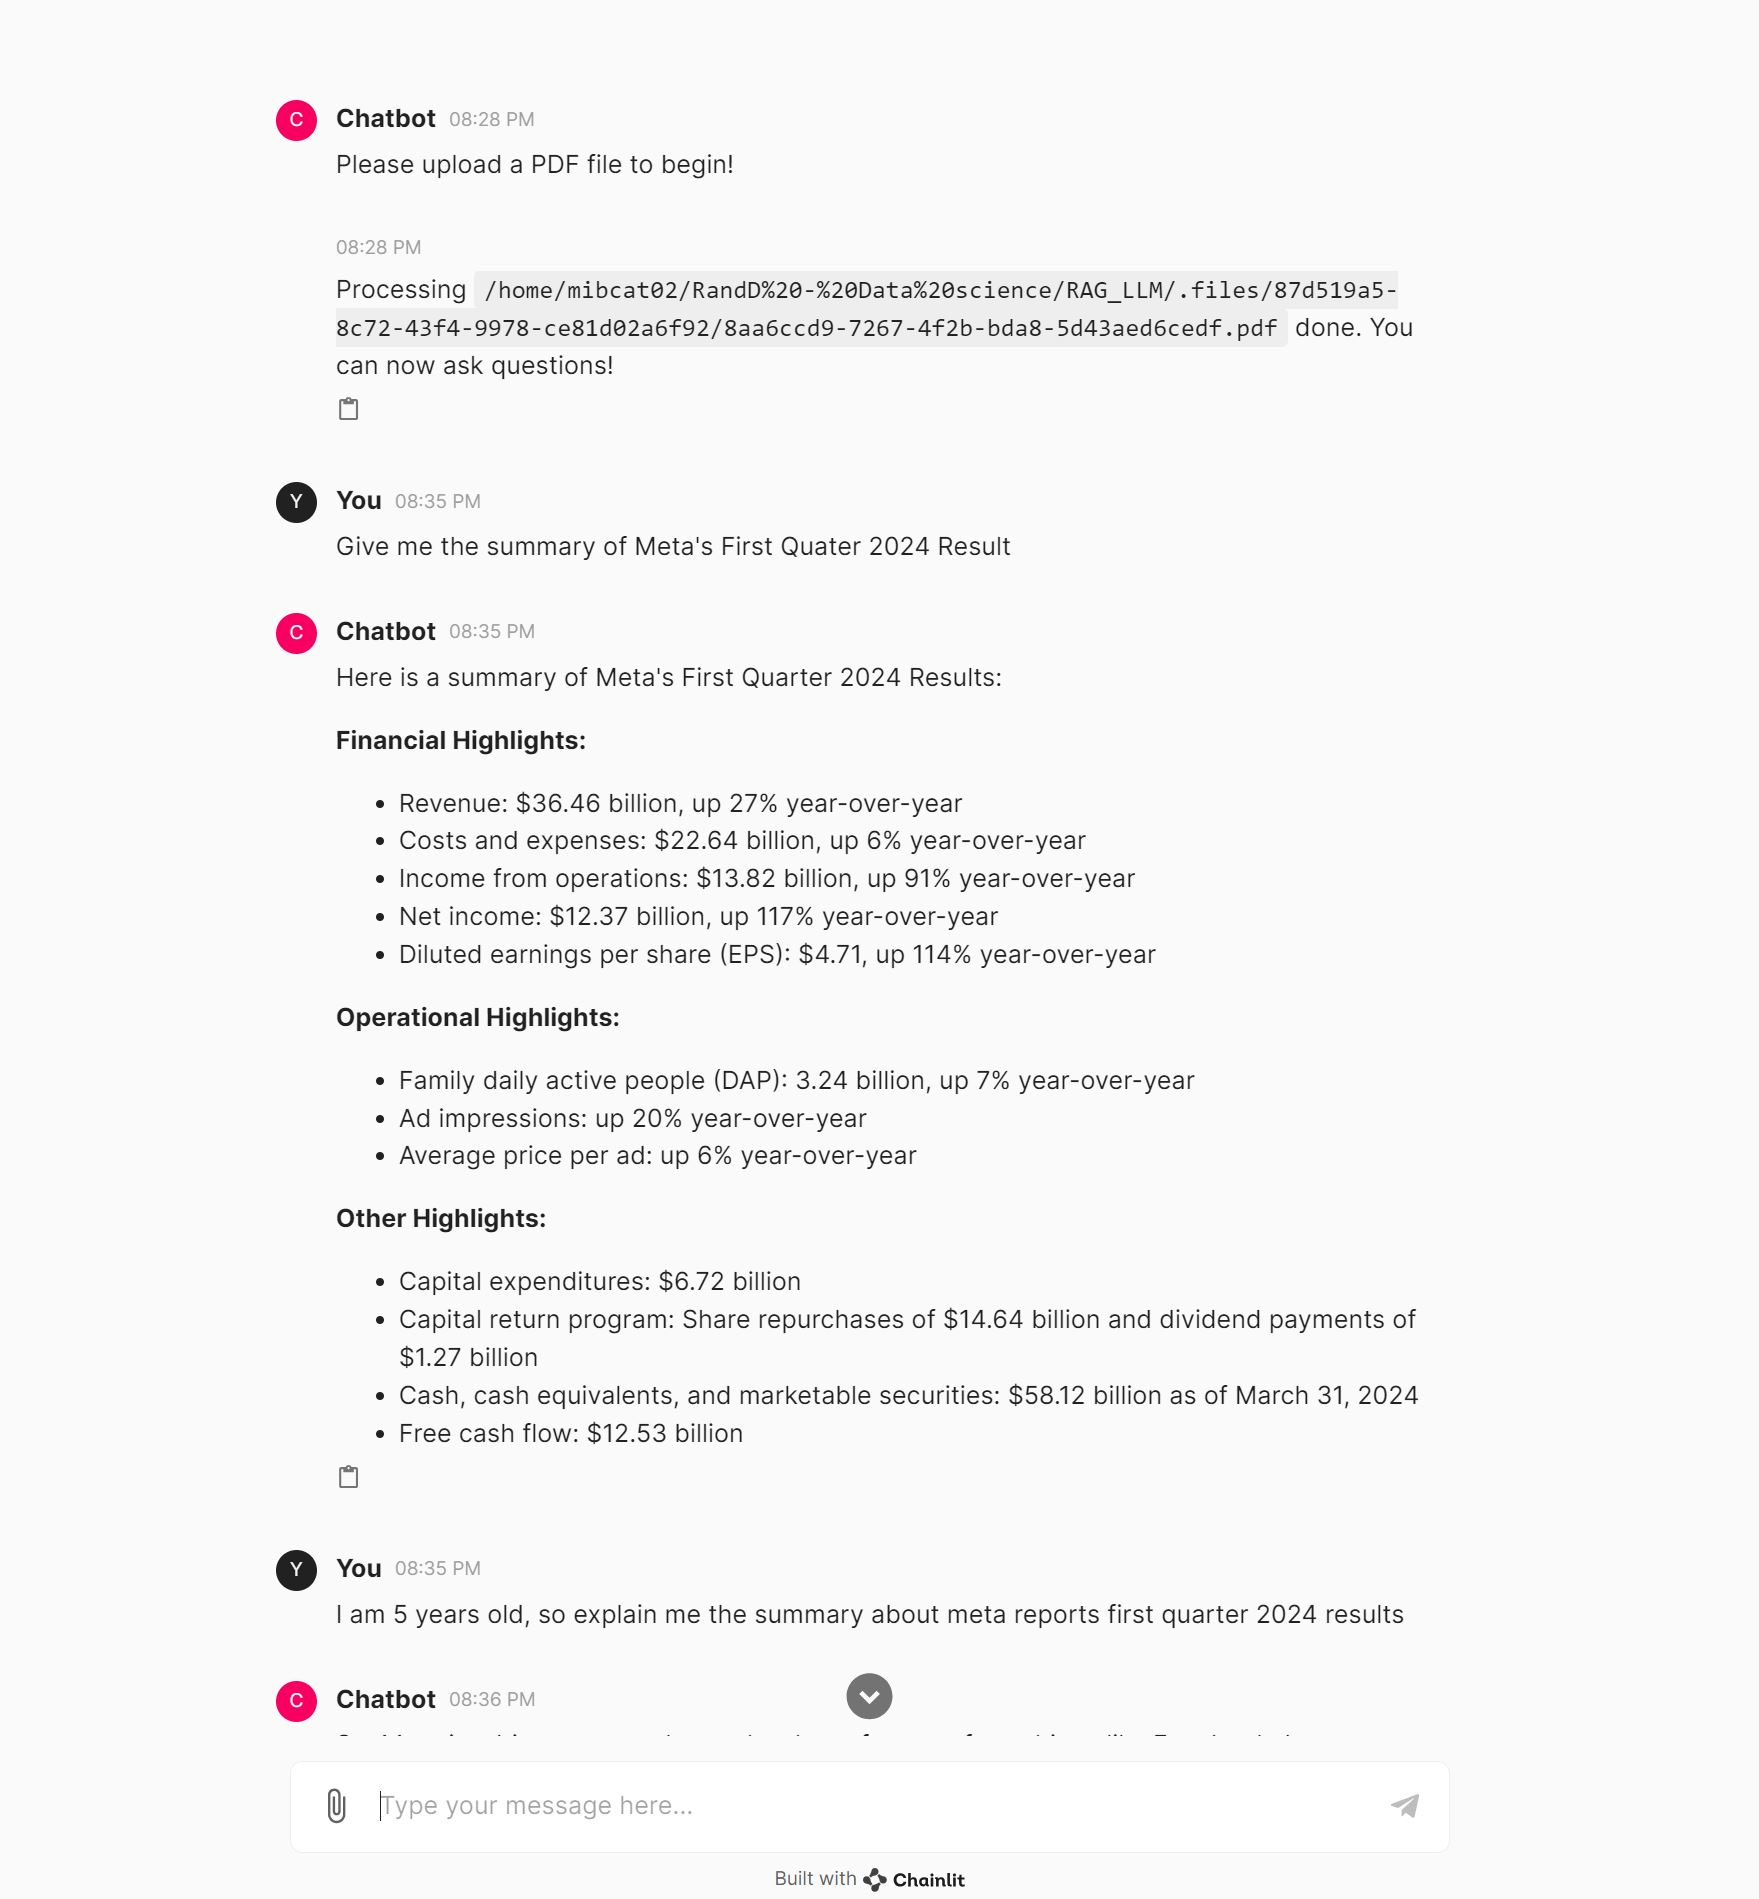 C Chatbot 08:28 PM
Please upload a PDF file to begin!
08:28 PM
Processing /home/mibcat02/RandD%20-%20Data%20science/RAG_LLM/.files/87d519a5-
8c72-43f4-9978-ce81d02a6f92/8aa6ccd9-7267-4f2b-bda8-5d43aed6cedf.pdf done. You
can now ask questions!
Y You 08:35 PM
Give me the summary of Meta's First Quater 2024 Result
C Chatbot 08:35 PM
Here is a summary of Meta's First Quarter 2024 Results:
Financial Highlights:
• Revenue: $36.46 billion, up 27% year-over-year
• Costs and expenses: $22.64 billion, up 6% year-over-year
• Income from operations: $13.82 billion, up 91% year-over-year
• Net income: $12.37 billion, up 117% year-over-year
• Diluted earnings per share (EPS): $4.71, up 114% year-over-year
Operational Highlights:
• Family daily active people (DAP): 3.24 billion, up 7% year-over-year
• Ad impressions: up 20% year-over-year
• Average price per ad: up 6% year-over-year
Other Highlights:
• Capital expenditures: $6.72 billion
• Capital return program: Share repurchases of $14.64 billion and dividend payments of
$1.27 billion
• Cash, cash equivalents, and marketable securities: $58.12 billion as of March 31, 2024
• Free cash flow: $12.53 billion
Y You 08:35 PM
I am 5 years old, so explain me the summary about meta reports first quarter 2024 results
C Chatbot 08:36 PM
Type your message here...
Built with Chainlit